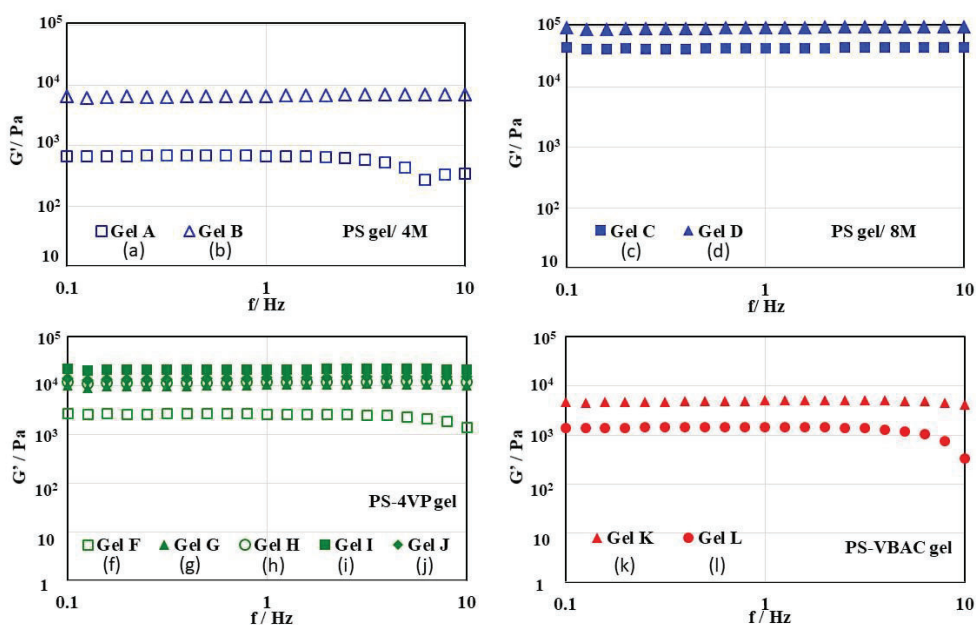 10⁵
10⁴
10³
10²
10
G'/ Pa
Gel A Gel B PS gel/ 4M
(a) (b)
0.1 1 10
f/ Hz
10⁵
10⁴
10³
10²
10
G'/ Pa
Gel C Gel D PS gel/ 8M
(c) (d)
0.1 1 10
f/ Hz
10⁵
10⁴
10³
10²
10
1
G’/ Pa
PS-4VP gel
Gel F Gel G Gel H Gel I Gel J
(f) (g) (h) (i) (j)
0.1 1 10
f / Hz
10⁵
10⁴
10³
10²
10
1
G’/ Pa
PS-VBAC gel
Gel K Gel L
(k) (l)
0.1 1 10
f / Hz